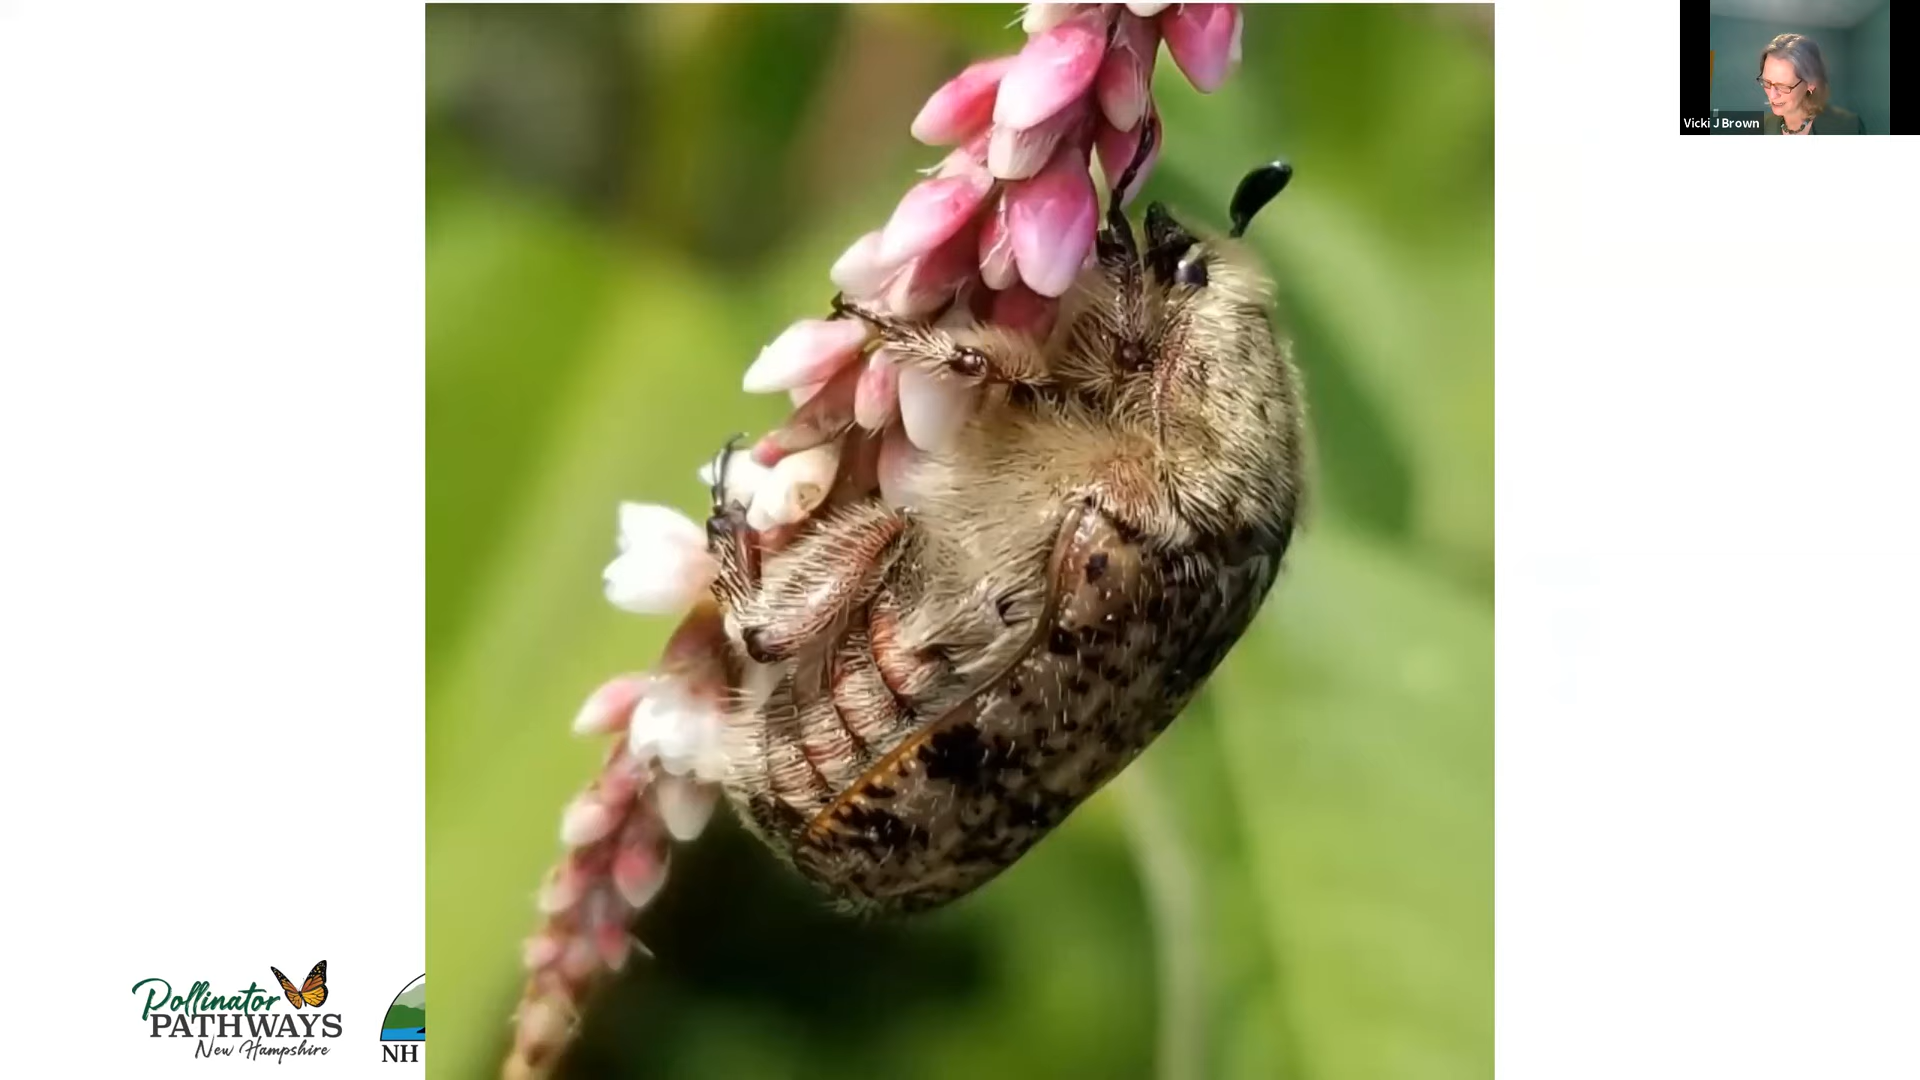 Vicki J Brown
Pollinator
PATHWAYS
New Hampshire
NH